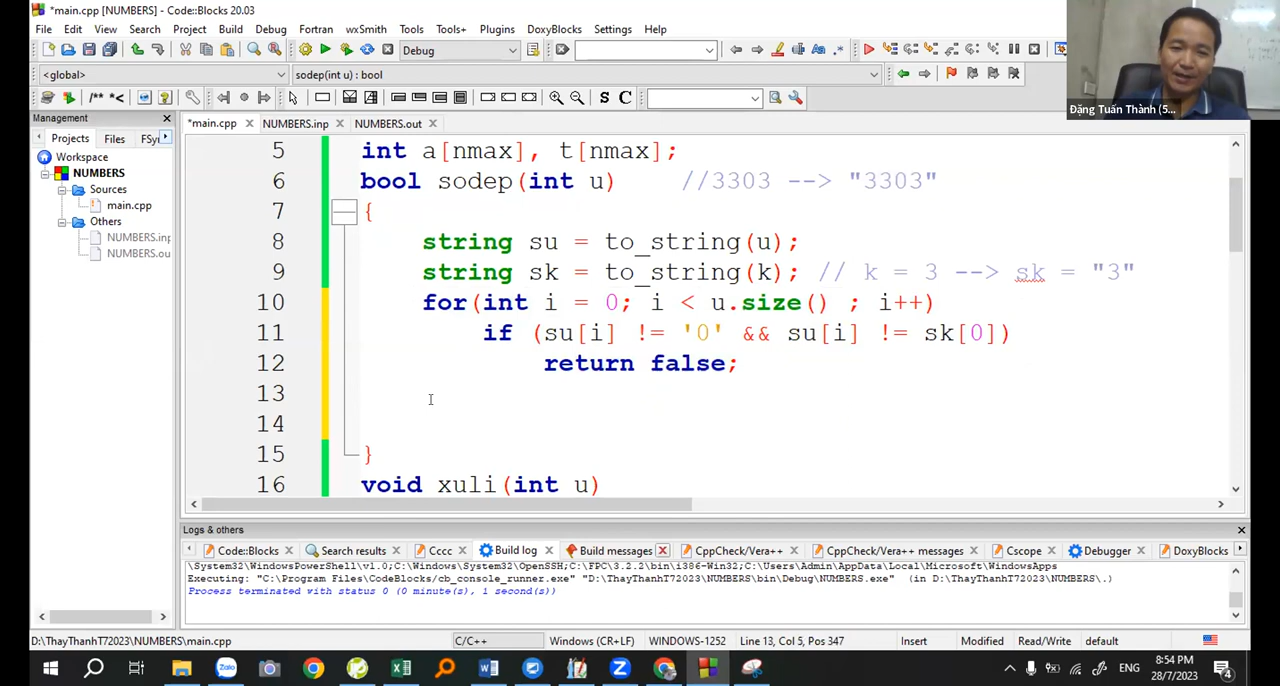 *main.cpp [NUMBERS] - Code::Blocks 20.03
File Edit View Search Project Build Debug Fortran wxSmith Tools Tools+ Plugins DoxyBlocks Settings Help
Debug
<global> sodep(int u) : bool
/** *<
S C
Đặng Tuấn Thành (5...
Management
Projects Files FSy
Workspace
NUMBERS
Sources
main.cpp
Others
NUMBERS.inp
NUMBERS.ou
*main.cpp NUMBERS.inp NUMBERS.out
5 int a[nmax], t[nmax];
6 bool sodep(int u) //3303 --> "3303"
7 {
8 string su = to_string(u);
9 string sk = to_string(k); // k = 3 --> sk = "3"
10 for(int i = 0; i < u.size() ; i++)
11 if (su[i] != '0' && su[i] != sk[0])
12 return false;
13
14
15 }
16 void xuli(int u)
Logs & others
Code::Blocks Search results Cccc Build log Build messages CppCheck/Vera++ CppCheck/Vera++ messages Cscope Debugger DoxyBlocks
\System32\WindowsPowerShell\v1.0;C:\Windows\System32\OpenSSH;C:\FPC\3.2.2\bin\i386-Win32;C:\Users\Admin\AppData\Local\Microsoft\WindowsApps
Executing: "C:\Program Files\CodeBlocks/cb_console_runner.exe" "D:\ThayThanhT72023\NUMBERS\bin\Debug\NUMBERS.exe" (in D:\ThayThanhT72023\NUMBERS\.)
Process terminated with status 0 (0 minute(s), 1 second(s))
D:\ThayThanhT72023\NUMBERS\main.cpp C/C++ Windows (CR+LF) WINDOWS-1252 Line 13, Col 5, Pos 347 Insert Modified Read/Write default
ENG
8:54 PM
28/7/2023